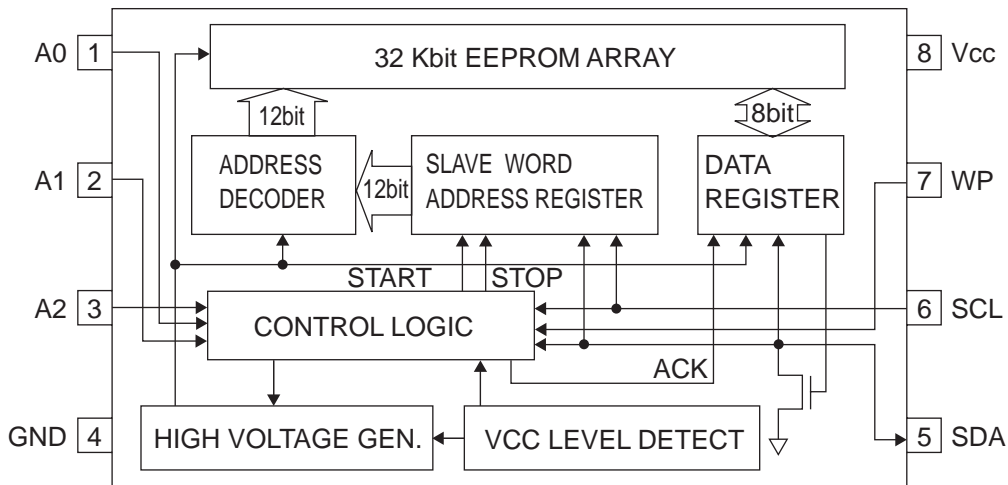 A0 1
32 Kbit EEPROM ARRAY
8 Vcc
12bit
8bit
A1 2
ADDRESS
DECODER
12bit
SLAVE WORD
ADDRESS REGISTER
DATA
REGISTER
7 WP
START
STOP
A2 3
CONTROL LOGIC
6 SCL
ACK
GND 4
HIGH VOLTAGE GEN.
VCC LEVEL DETECT
5 SDA